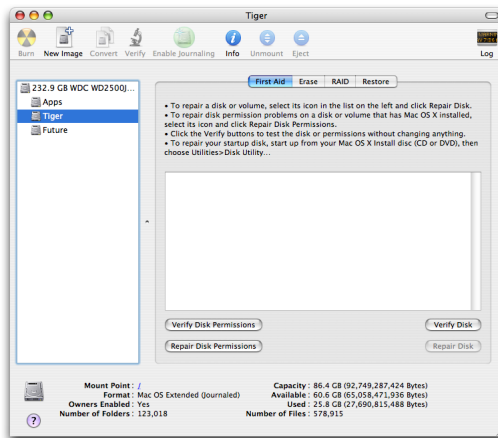 Tiger
Burn New Image Convert Verify Enable Journaling Info Unmount Eject Log
232.9 GB WDC WD2500J...
Apps
Tiger
Future
First Aid Erase RAID Restore
• To repair a disk or volume, select its icon in the list on the left and click Repair Disk.
• To repair disk permission problems on a disk or volume that has Mac OS X installed,
select its icon and click Repair Disk Permissions.
• Click the Verify buttons to test the disk or permissions without changing anything.
• To repair your startup disk, start up from your Mac OS X Install disc (CD or DVD), then
choose Utilities>Disk Utility...
Verify Disk Permissions Verify Disk
Repair Disk Permissions Repair Disk
Mount Point : / Capacity : 86.4 GB (92,749,287,424 Bytes)
Format : Mac OS Extended (Journaled) Available : 60.6 GB (65,058,471,936 Bytes)
Owners Enabled : Yes Used : 25.8 GB (27,690,815,488 Bytes)
Number of Folders : 123,018 Number of Files : 578,915
?